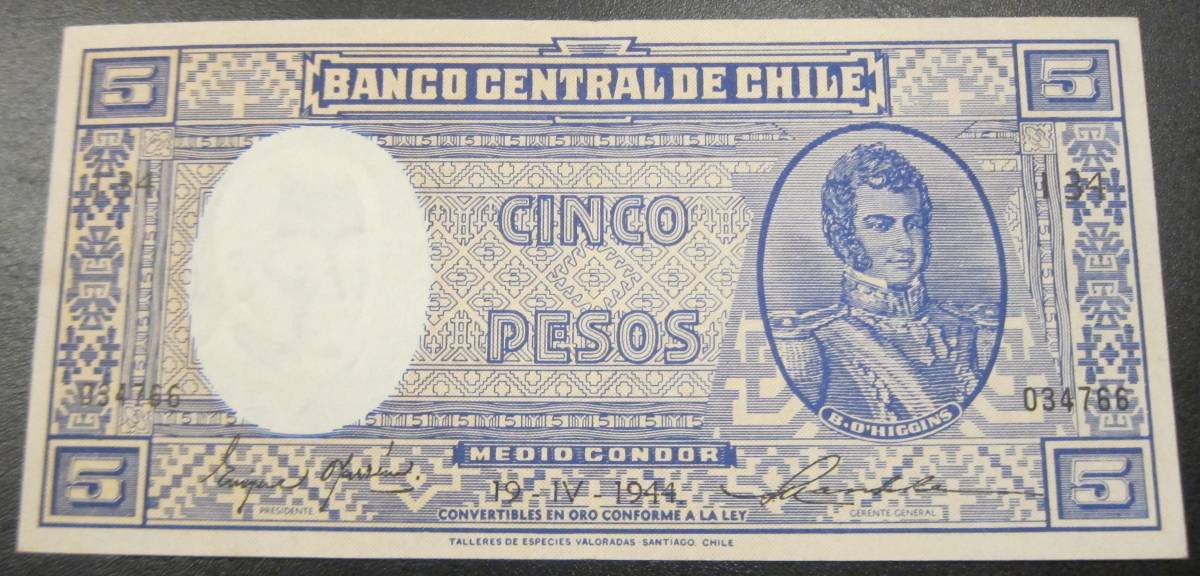 5 BANCO CENTRAL DE CHILE 5
34 CINCO 1 34
PESOS
034766 034766
B. O'HIGGINS
5 MEDIO CONDOR 5
19 - IV - 1944
PRESIDENTE CONVERTIBLES EN ORO CONFORME A LA LEY GERENTE GENERAL
TALLERES DE ESPECIES VALORADAS - SANTIAGO. CHILE